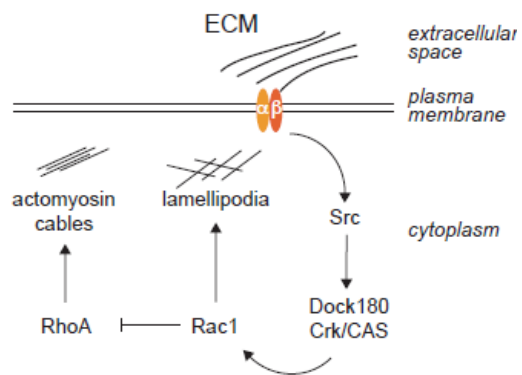 ECM
extracellular
space
α β
plasma
membrane
actomyosin
cables
lamellipodia
Src
cytoplasm
Dock180
Crk/CAS
RhoA
Rac1